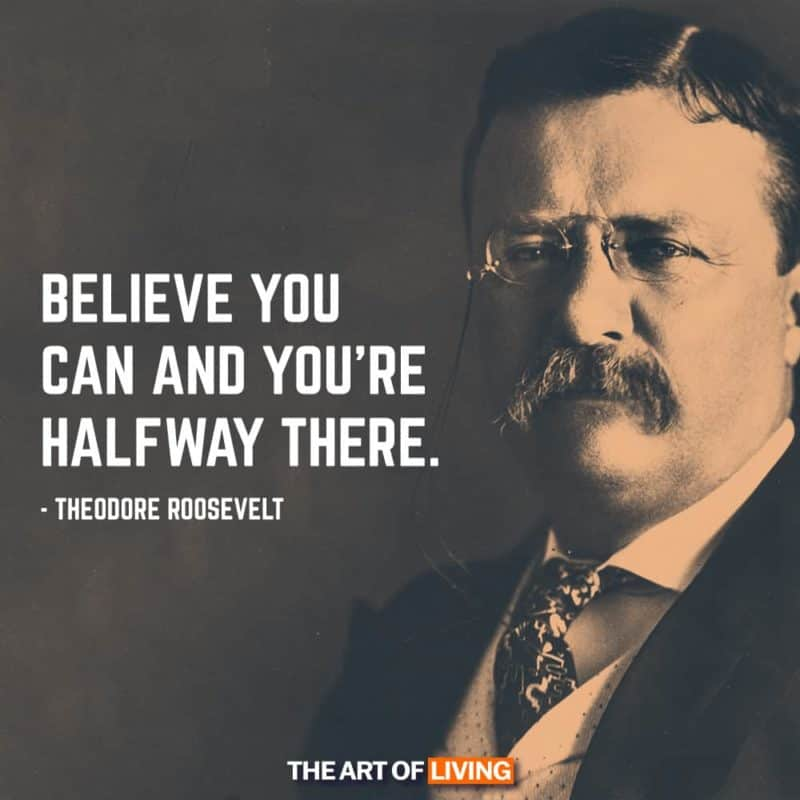 BELIEVE YOU
CAN AND YOU'RE
HALFWAY THERE.
- THEODORE ROOSEVELT
THE ART OF LIVING